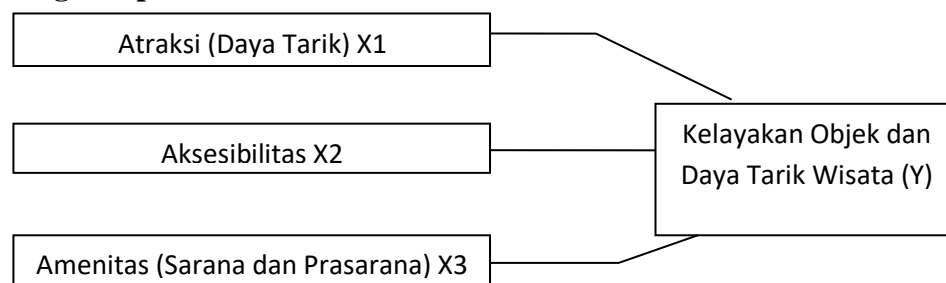 Atraksi (Daya Tarik) X1
Aksesibilitas X2
Kelayakan Objek dan
Daya Tarik Wisata (Y)
Amenitas (Sarana dan Prasarana) X3